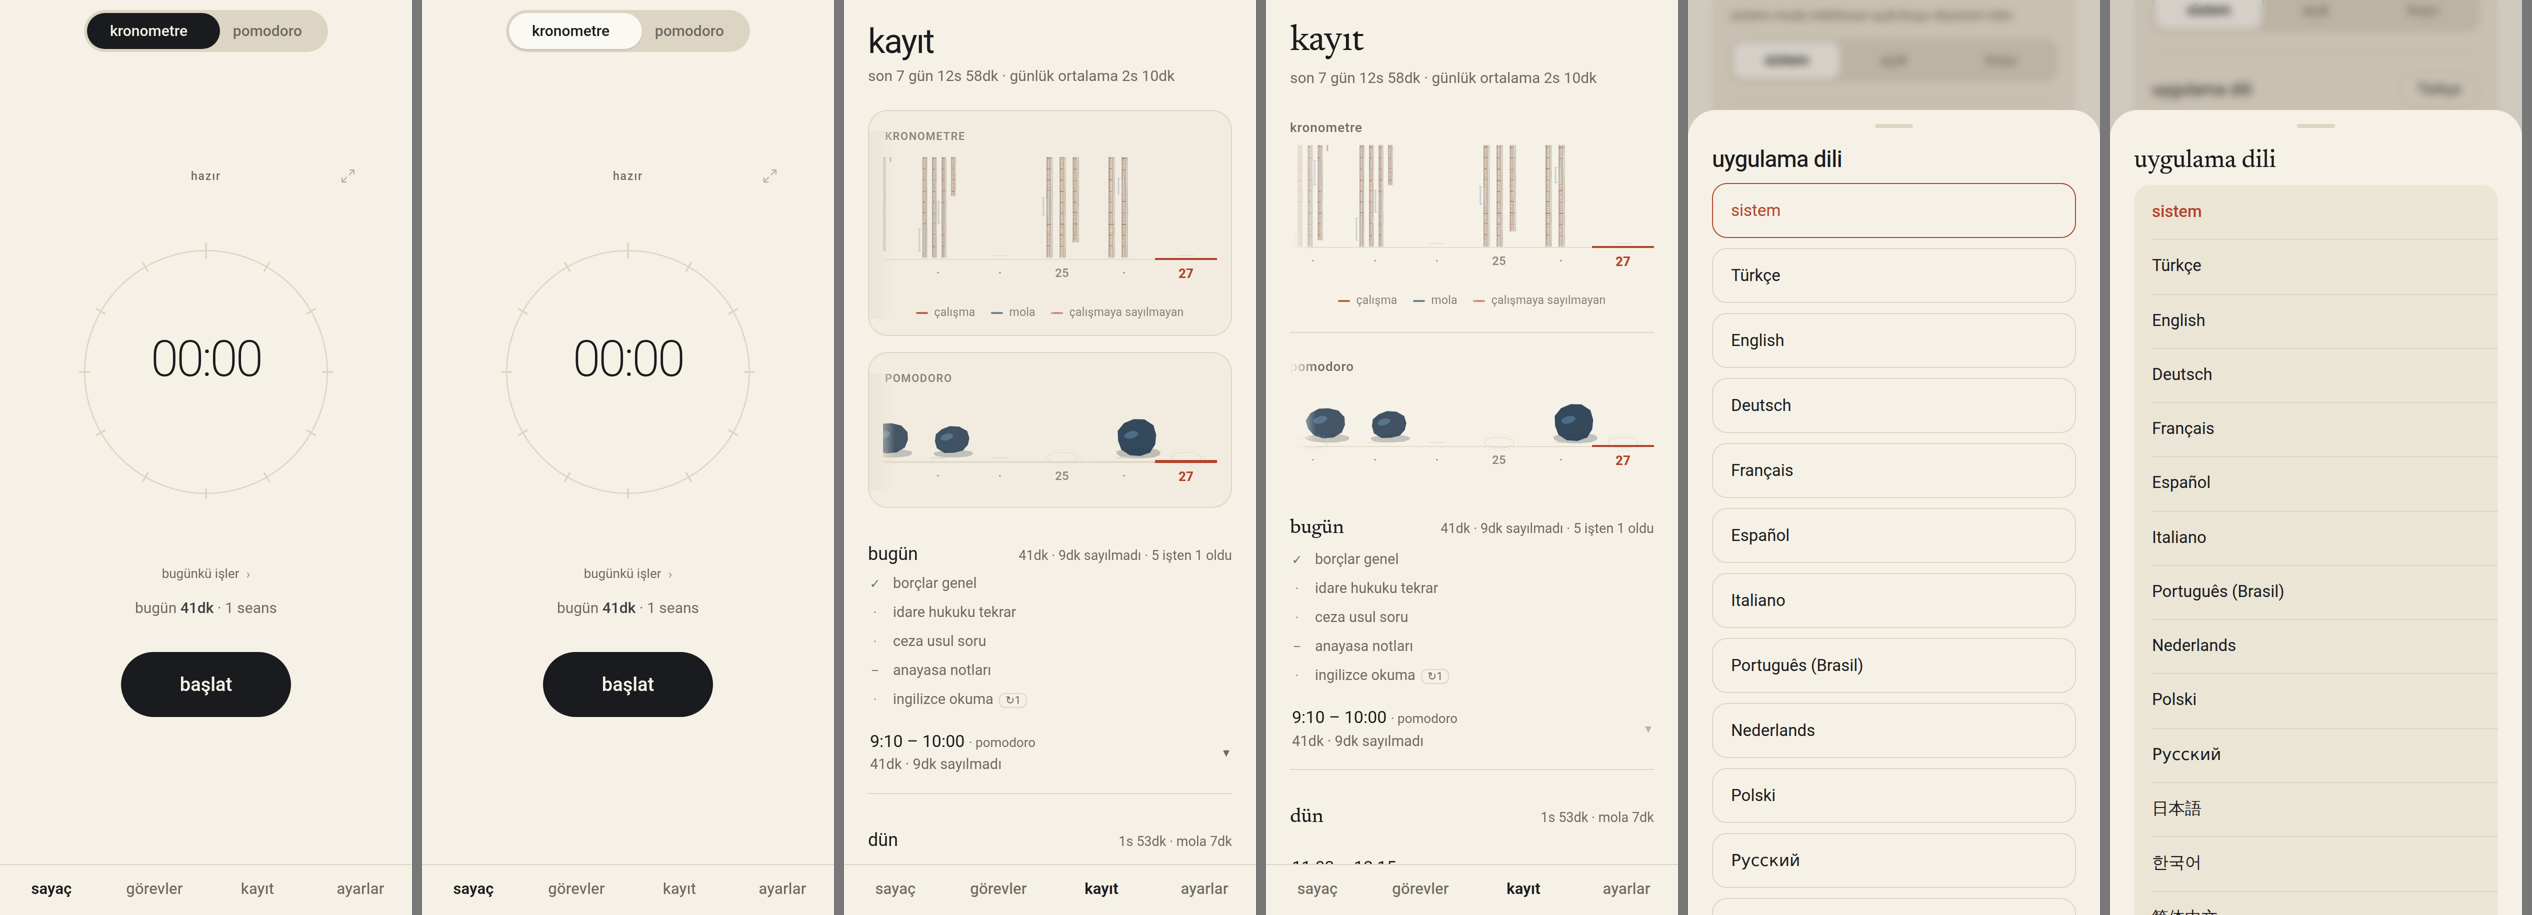 kronometre pomodoro
hazır
00:00
bugünkü işler ›
bugün 41dk · 1 seans
başlat
sayaç görevler kayıt ayarlar
kronometre pomodoro
hazır
00:00
bugünkü işler ›
bugün 41dk · 1 seans
başlat
sayaç görevler kayıt ayarlar
kayıt
son 7 gün 12s 58dk · günlük ortalama 2s 10dk
KRONOMETRE
· · 25 · 27
çalışma mola çalışmaya sayılmayan
POMODORO
· · 25 · 27
bugün 41dk · 9dk sayılmadı · 5 işten 1 oldu
✓ borçlar genel
· idare hukuku tekrar
· ceza usul soru
– anayasa notları
· ingilizce okuma ↻1
9:10 – 10:00 · pomodoro
41dk · 9dk sayılmadı
▾
dün 1s 53dk · mola 7dk
sayaç görevler kayıt ayarlar
kayıt
son 7 gün 12s 58dk · günlük ortalama 2s 10dk
kronometre
· · · 25 · 27
çalışma mola çalışmaya sayılmayan
pomodoro
· · · 25 · 27
bugün 41dk · 9dk sayılmadı · 5 işten 1 oldu
✓ borçlar genel
· idare hukuku tekrar
· ceza usul soru
– anayasa notları
· ingilizce okuma ↻1
9:10 – 10:00 · pomodoro
41dk · 9dk sayılmadı
▾
dün 1s 53dk · mola 7dk
sayaç görevler kayıt ayarlar
sistem
uygulama dili
sistem
Türkçe
English
Deutsch
Français
Español
Italiano
Português (Brasil)
Nederlands
Polski
Русский
sistem
uygulama dili Türkçe
uygulama dili
sistem
Türkçe
English
Deutsch
Français
Español
Italiano
Português (Brasil)
Nederlands
Polski
Русский
日本語
한국어